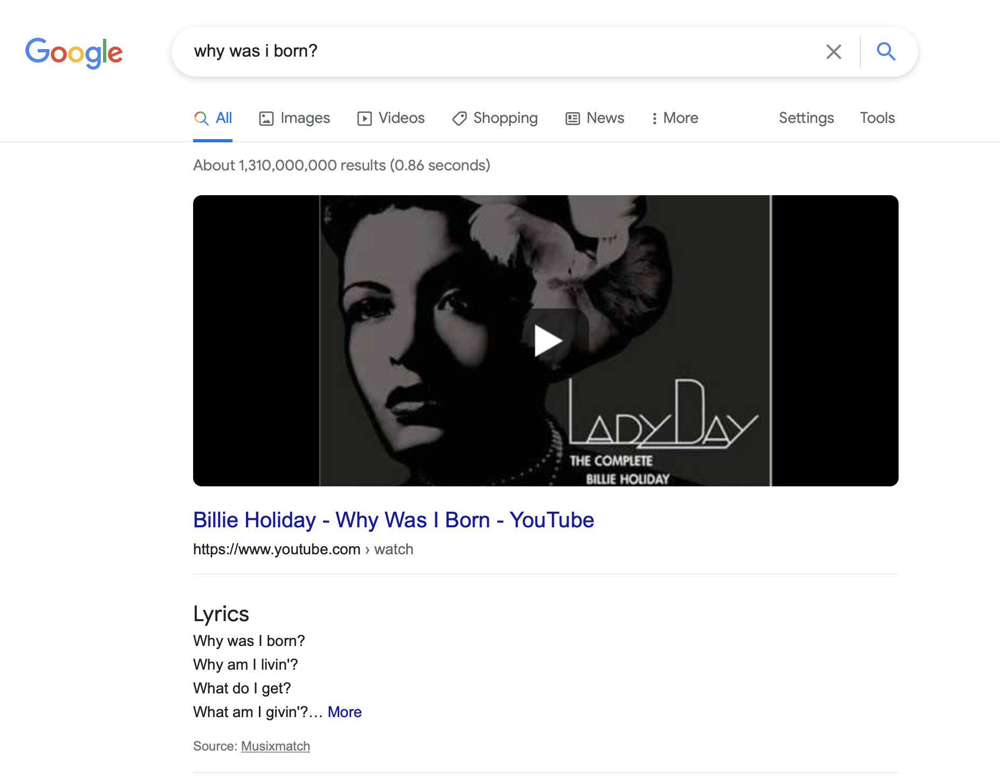 Google
why was i born?
All Images Videos Shopping News More Settings Tools
About 1,310,000,000 results (0.86 seconds)
LADY DAY
THE COMPLETE
BILLIE HOLIDAY
Billie Holiday - Why Was I Born - YouTube
https://www.youtube.com › watch
Lyrics
Why was I born?
Why am I livin'?
What do I get?
What am I givin'?… More
Source: Musixmatch